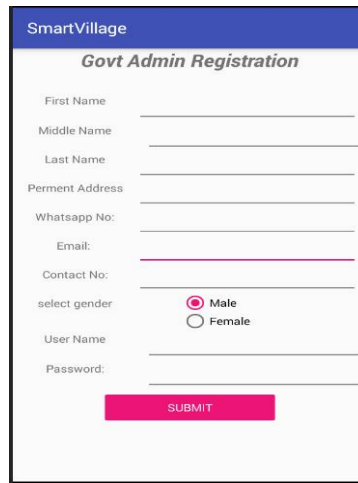 SmartVillage
Govt Admin Registration
First Name
Middle Name
Last Name
Perment Address
Whatsapp No:
Email:
Contact No:
select gender
Male
Female
User Name
Password:
SUBMIT